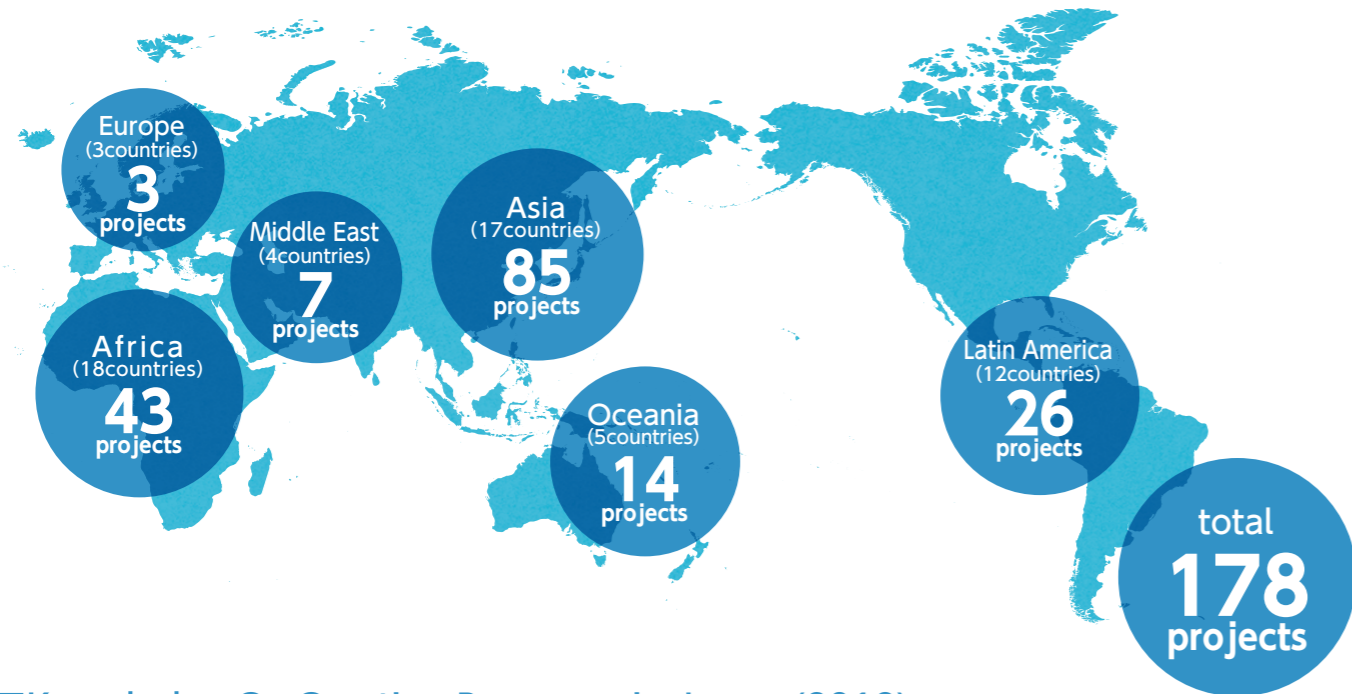 Europe
(3countries)
3
projects
Middle East
(4countries)
7
projects
Asia
(17countries)
85
projects
Africa
(18countries)
43
projects
Oceania
(5countries)
14
projects
Latin America
(12countries)
26
projects
total
178
projects